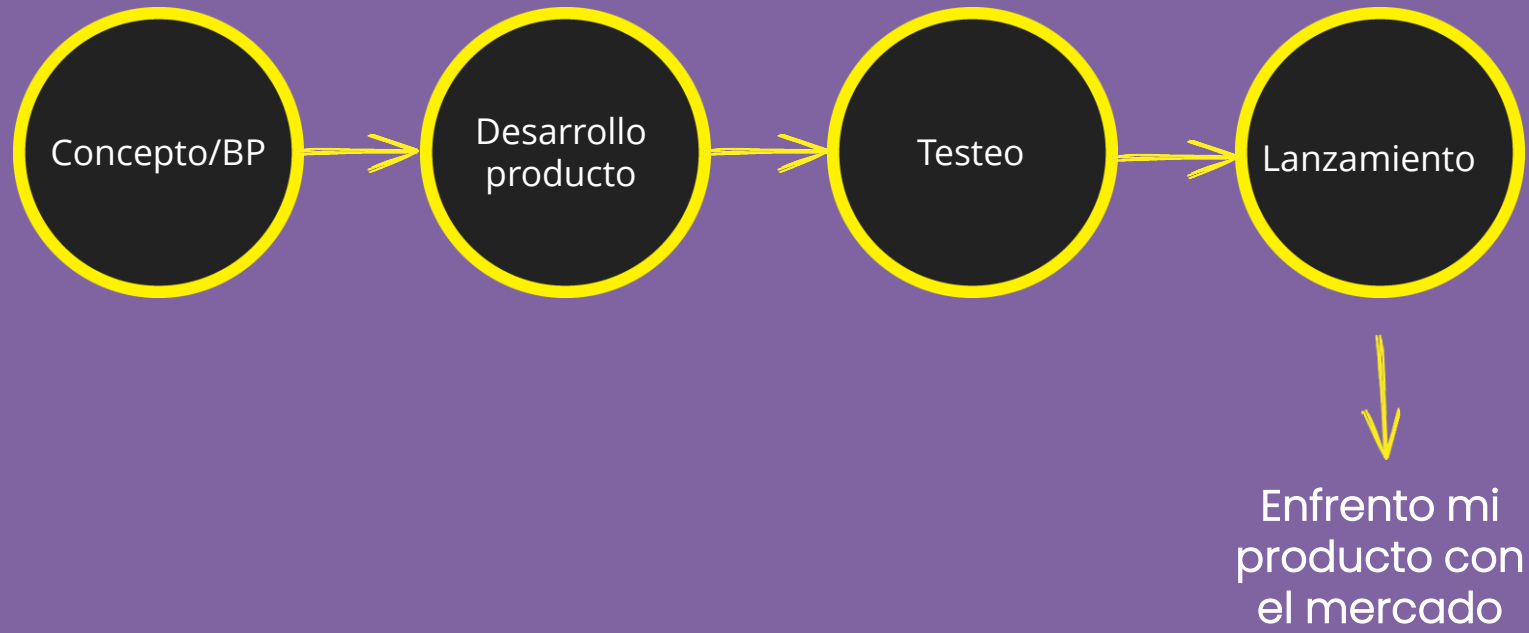 Concepto/BP
Desarrollo
producto
Testeo
Lanzamiento
Enfrento mi
producto con
el mercado